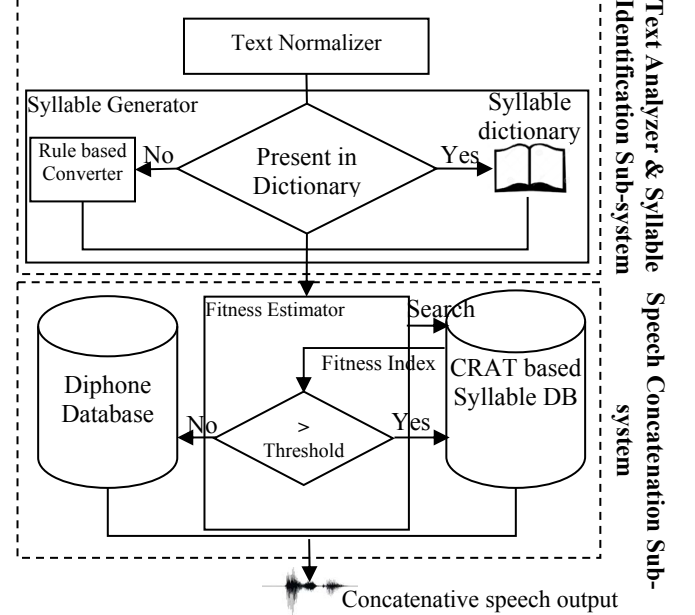 Text Normalizer
Syllable Generator
Syllable
dictionary
Rule based
Converter
No
Present in
Dictionary
Yes
Text Analyzer & Syllable
Identification Sub-system
Fitness Estimator
Search
Fitness Index
Diphone
Database
CRAT based
Syllable DB
No
>
Threshold
Yes
Speech Concatenation Sub-
system
Concatenative speech output